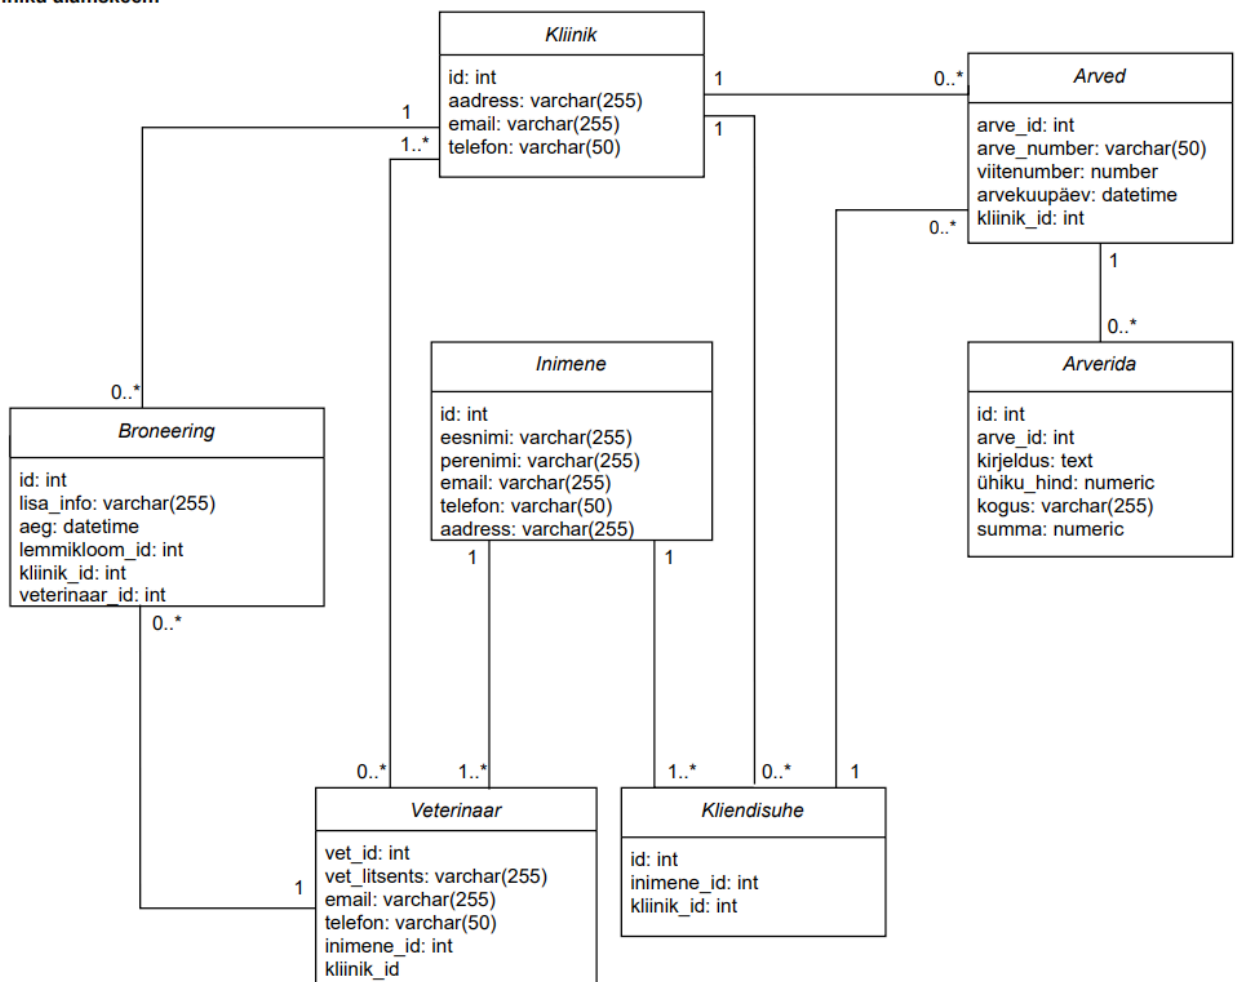 Kliinik
id: int
aadress: varchar(255)
email: varchar(255)
telefon: varchar(50)
1
0..*
1
1
1..*
Arved
arve_id: int
arve_number: varchar(50)
viitenumber: number
arvekuupäev: datetime
kliinik_id: int
0..*
1
0..*
0..*
Inimene
id: int
eesnimi: varchar(255)
perenimi: varchar(255)
email: varchar(255)
telefon: varchar(50)
aadress: varchar(255)
Arverida
id: int
arve_id: int
kirjeldus: text
ühiku_hind: numeric
kogus: varchar(255)
summa: numeric
Broneering
id: int
lisa_info: varchar(255)
aeg: datetime
lemmikloom_id: int
kliinik_id: int
veterinaar_id: int
1
1
0..*
0..*
1..*
1..*
0..*
1
Veterinaar
vet_id: int
vet_litsents: varchar(255)
email: varchar(255)
telefon: varchar(50)
inimene_id: int
kliinik_id
1
Kliendisuhe
id: int
inimene_id: int
kliinik_id: int